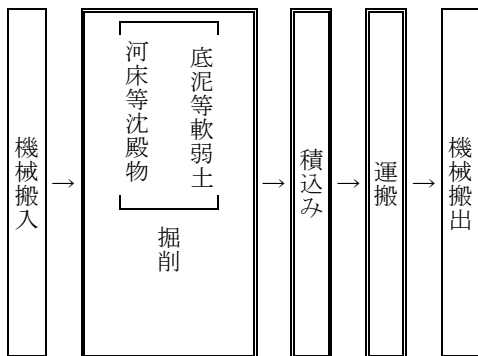 機械搬入
→
底泥等軟弱土
河床等沈殿物
掘削
→
積込み
→
運搬
→
機械搬出